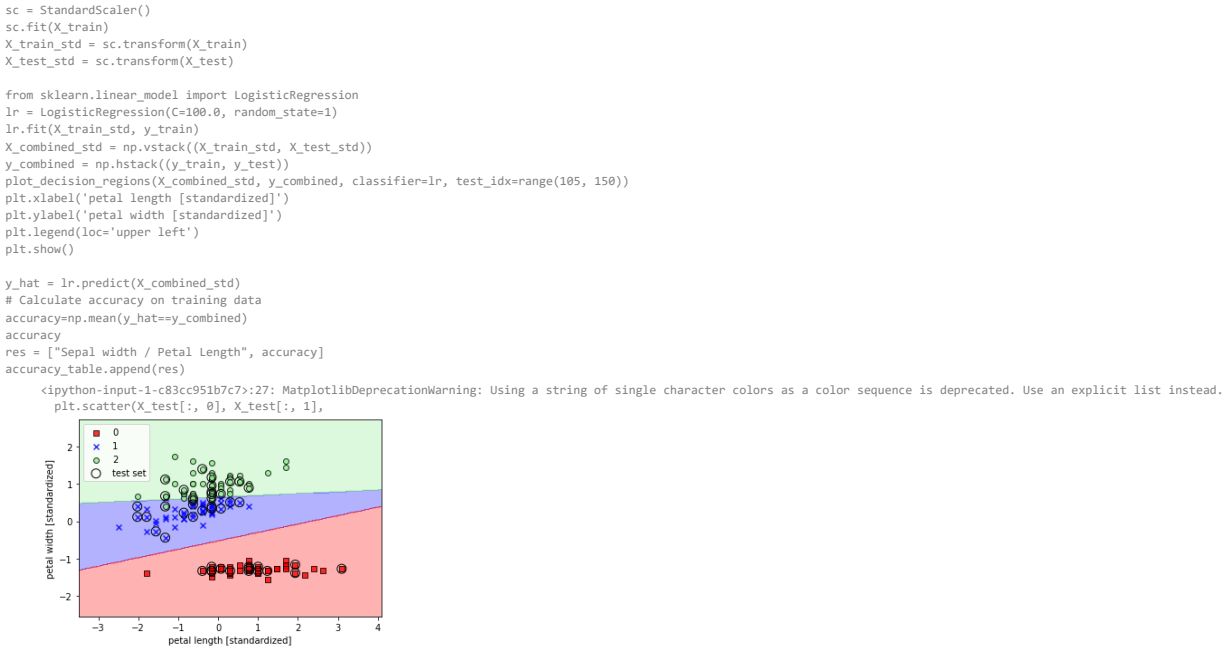 sc = StandardScaler()
sc.fit(X_train)
X_train_std = sc.transform(X_train)
X_test_std = sc.transform(X_test)
from sklearn.linear_model import LogisticRegression
lr = LogisticRegression(C=100.0, random_state=1)
lr.fit(X_train_std, y_train)
X_combined_std = np.vstack((X_train_std, X_test_std))
y_combined = np.hstack((y_train, y_test))
plot_decision_regions(X_combined_std, y_combined, classifier=lr, test_idx=range(105, 150))
plt.xlabel('petal length [standardized]')
plt.ylabel('petal width [standardized]')
plt.legend(loc='upper left')
plt.show()
y_hat = lr.predict(X_combined_std)
# Calculate accuracy on training data
accuracy=np.mean(y_hat==y_combined)
accuracy
res = ["Sepal width / Petal Length", accuracy]
accuracy_table.append(res)
<ipython-input-1-c83cc951b7c7>:27: MatplotlibDeprecationWarning: Using a string of single character colors as a color sequence is deprecated. Use an explicit list instead.
plt.scatter(X_test[:, 0], X_test[:, 1],
0
1
2
test set
petal width [standardized]
2
1
0
−1
−2
−3 −2 −1 0 1 2 3 4
petal length [standardized]